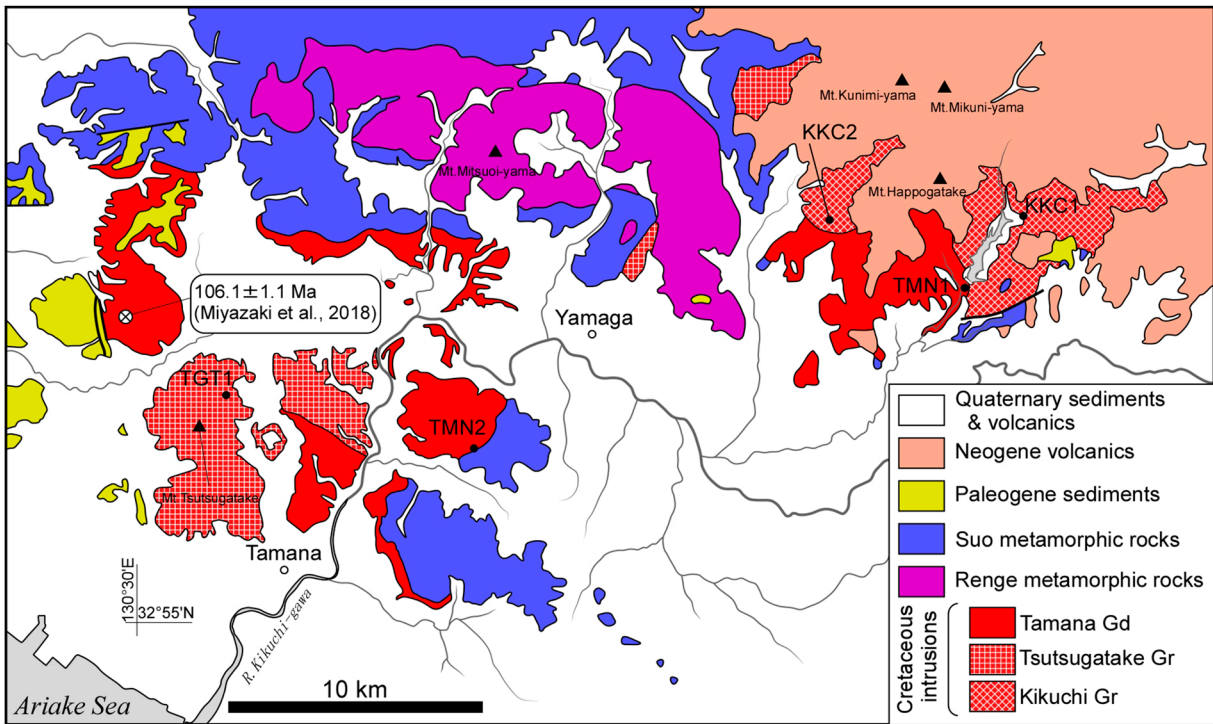 Mt.Kunimi-yama
Mt.Mikuni-yama
KKC2
Mt.Mitsuoi-yama
Mt.Happogatake
KKC1
TMN1
106.1±1.1 Ma
(Miyazaki et al., 2018)
Yamaga
TGT1
TMN2
Mt.Tsutsugatake
Tamana
130°30'E
32°55'N
R.Kikuchi-gawa
10 km
Ariake Sea
Quaternary sediments
& volcanics
Neogene volcanics
Paleogene sediments
Suo metamorphic rocks
Renge metamorphic rocks
Cretaceous
intrusions
Tamana Gd
Tsutsugatake Gr
Kikuchi Gr